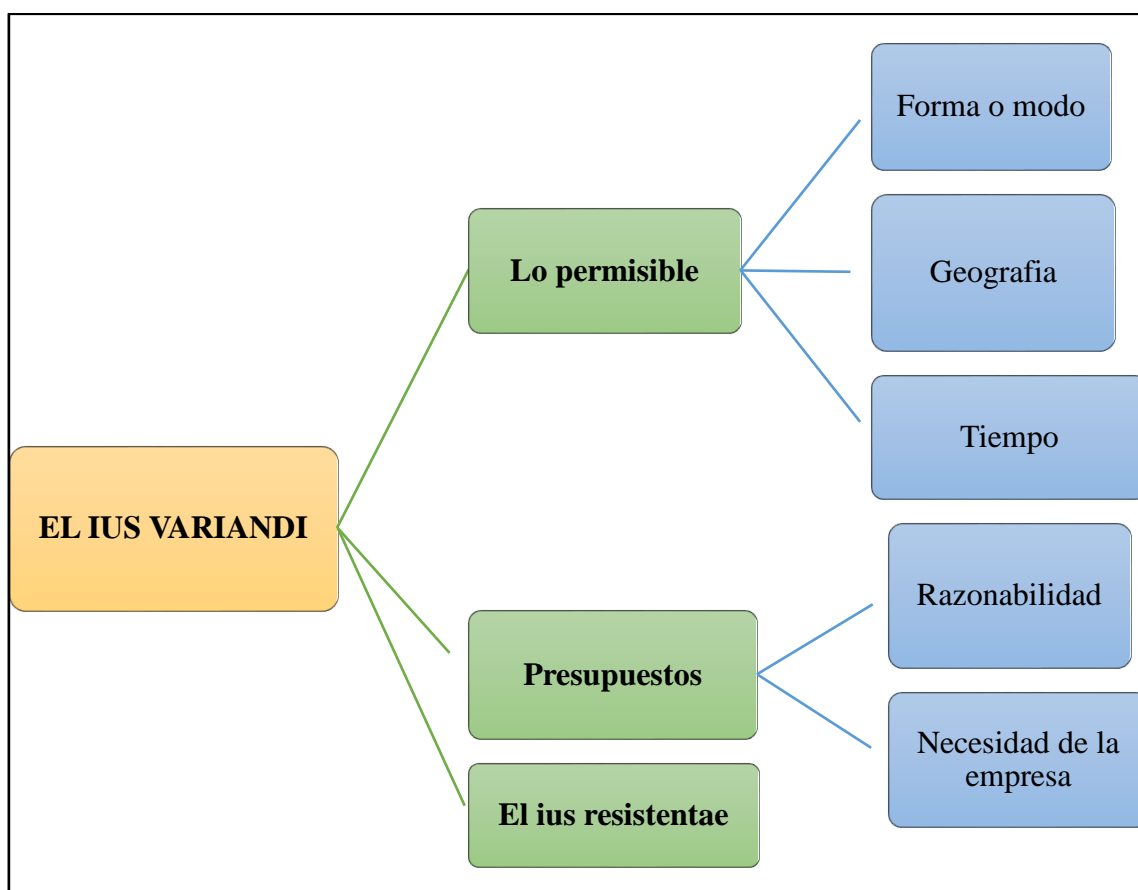 EL IUS VARIANDI
Lo permisible
Forma o modo
Geografia
Tiempo
Presupuestos
Razonabilidad
Necesidad de la
empresa
El ius resistentae